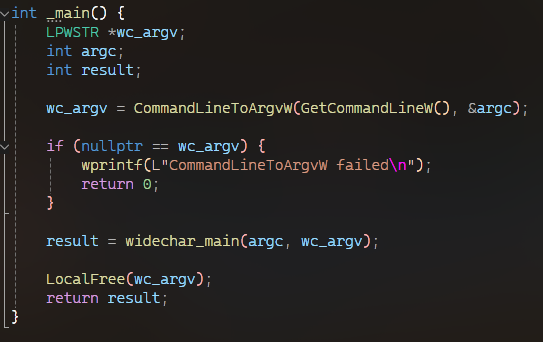 int _main() {
    LPWSTR *wc_argv;
    int argc;
    int result;

    wc_argv = CommandLineToArgvW(GetCommandLineW(), &argc);

    if (nullptr == wc_argv) {
        wprintf(L"CommandLineToArgvW failed\n");
        return 0;
    }

    result = widechar_main(argc, wc_argv);

    LocalFree(wc_argv);
    return result;
}